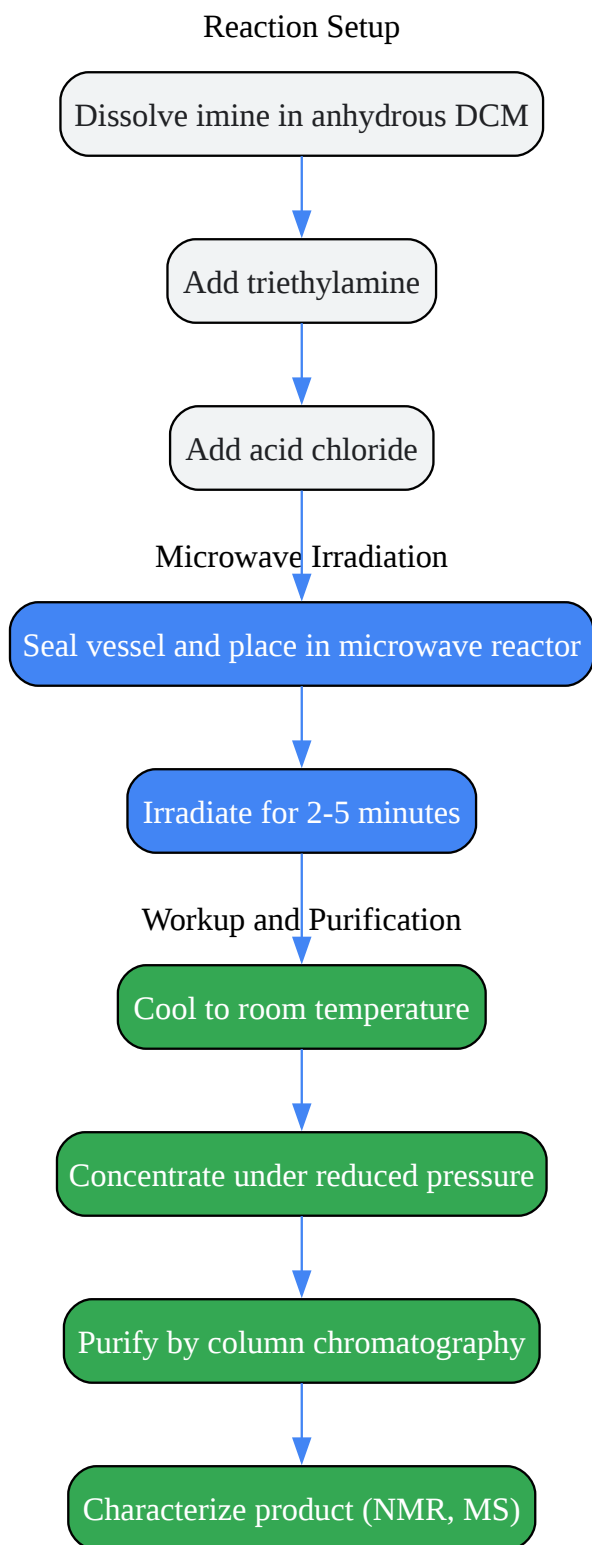 Reaction Setup
Dissolve imine in anhydrous DCM
Add triethylamine
Add acid chloride
Microwave Irradiation
Seal vessel and place in microwave reactor
Irradiate for 2-5 minutes
Workup and Purification
Cool to room temperature
Concentrate under reduced pressure
Purify by column chromatography
Characterize product (NMR, MS)